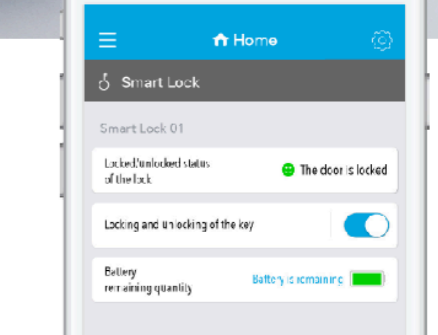 Home
Smart Lock
Smart Lock 01
Locked/unlocked status
of the lock
The door is locked
Locking and unlocking of the key
Battery
remaining quantity
Battery is remaining